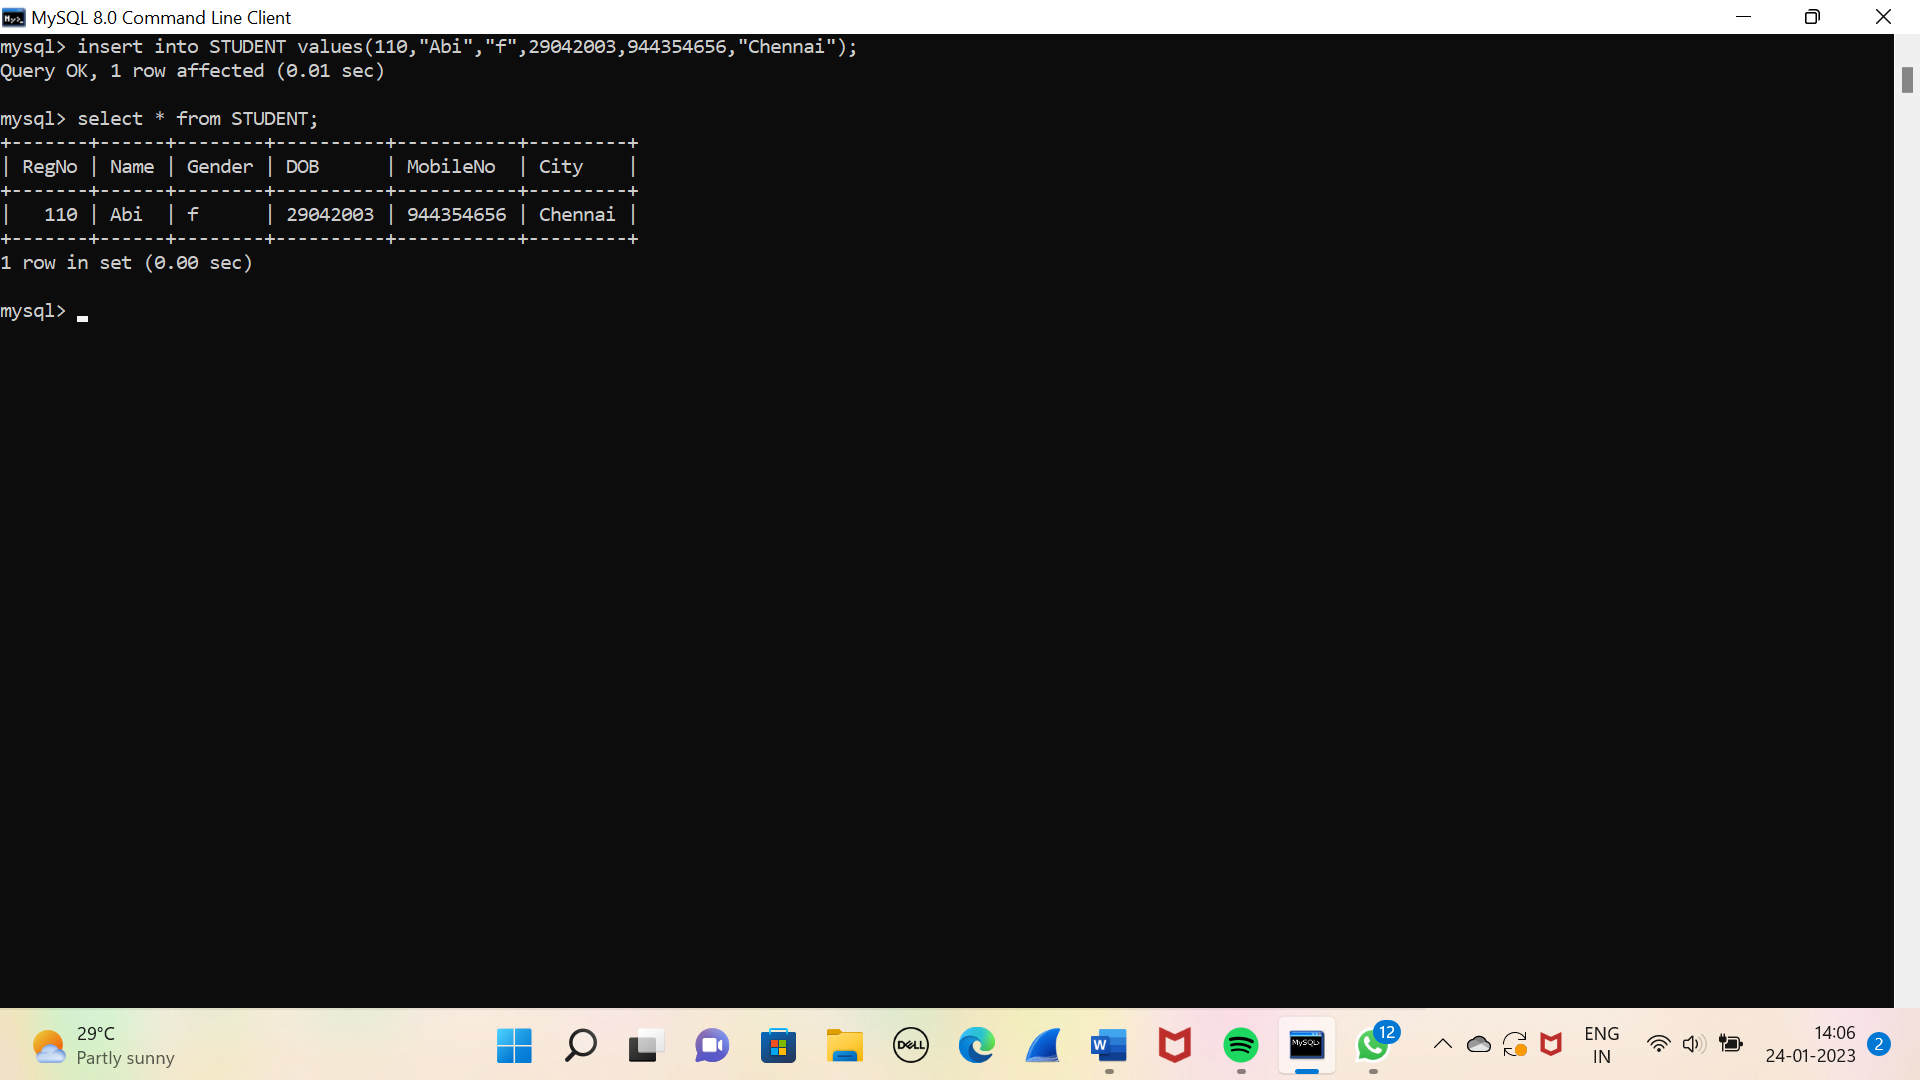 MySQL 8.0 Command Line Client
mysql> insert into STUDENT values(110,"Abi","f",29042003,944354656,"Chennai");
Query OK, 1 row affected (0.01 sec)
mysql> select * from STUDENT;
+-------+------+--------+----------+-----------+---------+
| RegNo | Name | Gender | DOB      | MobileNo  | City    |
+-------+------+--------+----------+-----------+---------+
|   110 | Abi  | f      | 29042003 | 944354656 | Chennai |
+-------+------+--------+----------+-----------+---------+
1 row in set (0.00 sec)
mysql>
29°C
Partly sunny
DELL
W
MySQL>
12
ENG
IN
14:06
24-01-2023
2